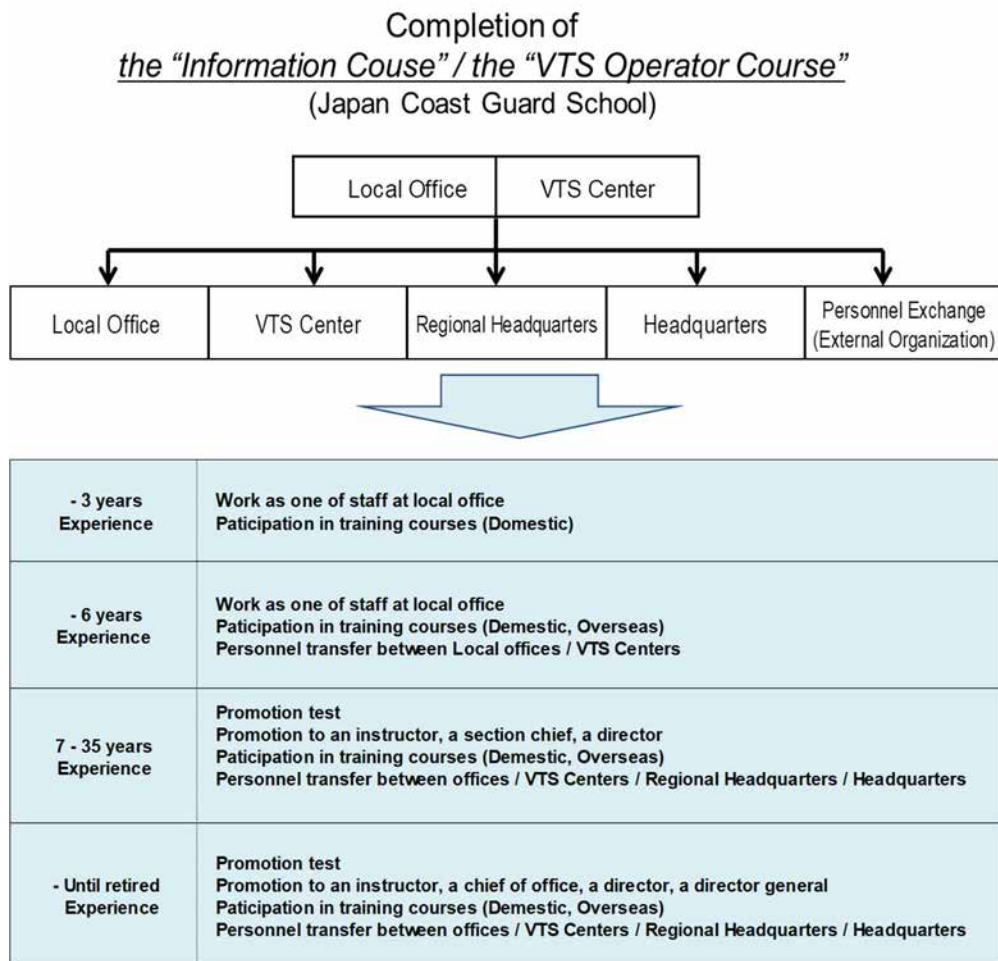 Completion of
the “Information Couse” / the “VTS Operator Course”
(Japan Coast Guard School)
Local Office
VTS Center
Local Office
VTS Center
Regional Headquarters
Headquarters
Personnel Exchange
(External Organization)
- 3 years
Experience
Work as one of staff at local office
Paticipation in training courses (Domestic)
- 6 years
Experience
Work as one of staff at local office
Paticipation in training courses (Demestic, Overseas)
Personnel transfer between Local offices / VTS Centers
7 - 35 years
Experience
Promotion test
Promotion to an instructor, a section chief, a director
Paticipation in training courses (Demestic, Overseas)
Personnel transfer between offices / VTS Centers / Regional Headquarters / Headquarters
- Until retired
Experience
Promotion test
Promotion to an instructor, a chief of office, a director, a director general
Paticipation in training courses (Demestic, Overseas)
Personnel transfer between offices / VTS Centers / Regional Headquarters / Headquarters